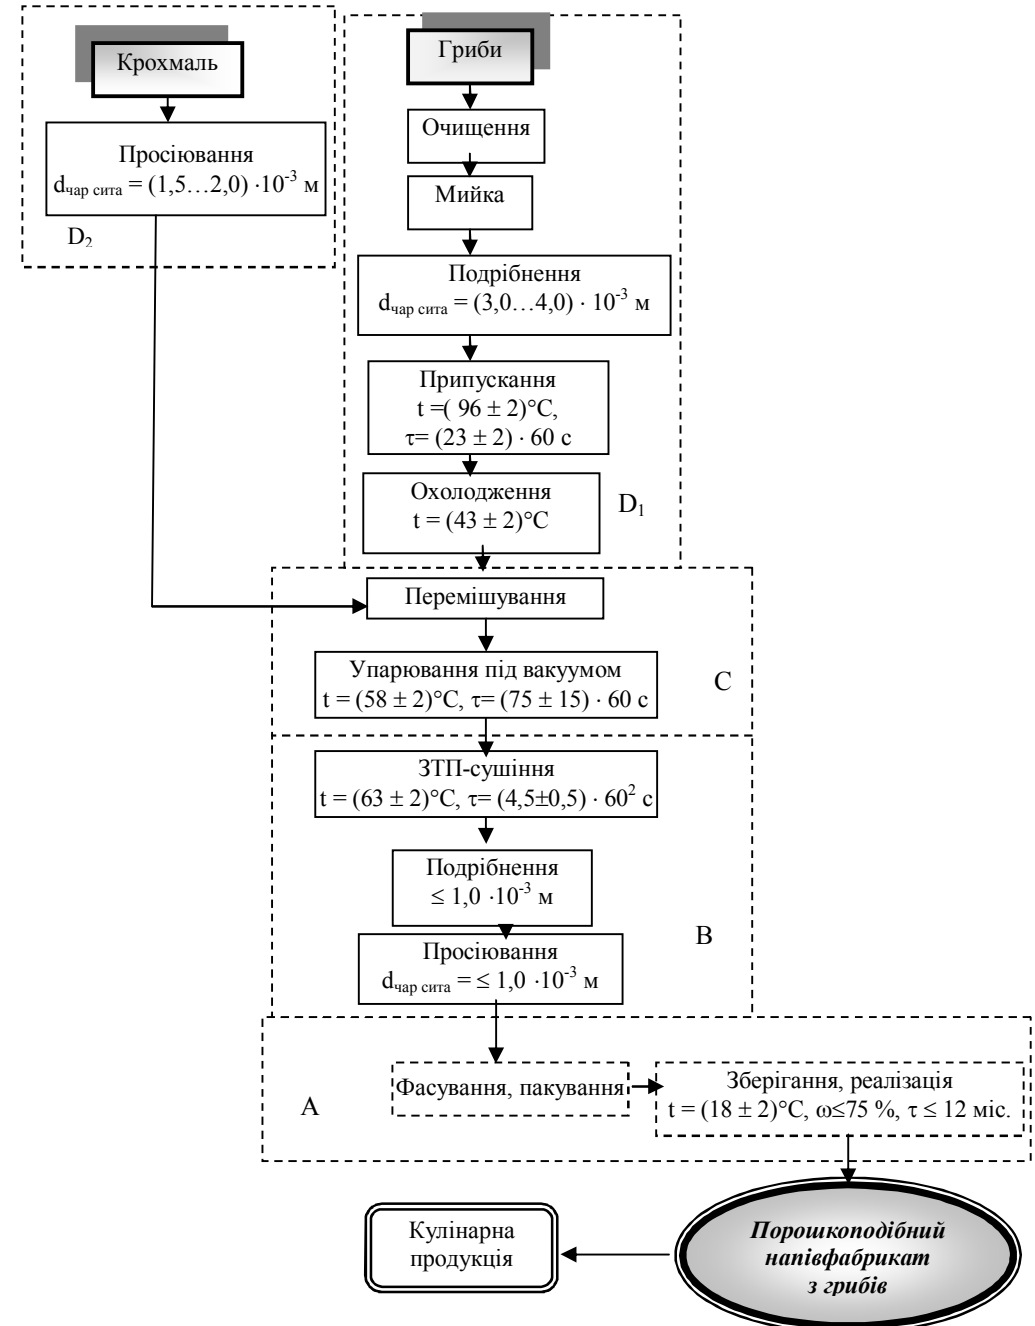 Крохмаль
Просіювання
dчар сита = (1,5…2,0) ·10⁻³ м
D₂
Гриби
Очищення
Мийка
Подрібнення
dчар сита = (3,0…4,0) · 10⁻³ м
Припускання
t =( 96 ± 2)°C,
τ= (23 ± 2) · 60 с
Охолодження
t = (43 ± 2)°C
D₁
Перемішування
Упарювання під вакуумом
t = (58 ± 2)°C, τ= (75 ± 15) · 60 с
C
ЗТП-сушіння
t = (63 ± 2)°C, τ= (4,5±0,5) · 60² с
Подрібнення
≤ 1,0 ·10⁻³ м
Просіювання
dчар сита = ≤ 1,0 ·10⁻³ м
B
Фасування, пакування
Зберігання, реалізація
t = (18 ± 2)°C, ω≤75 %, τ ≤ 12 міс.
A
Порошкоподібний
напівфабрикат
з грибів
Кулінарна
продукція